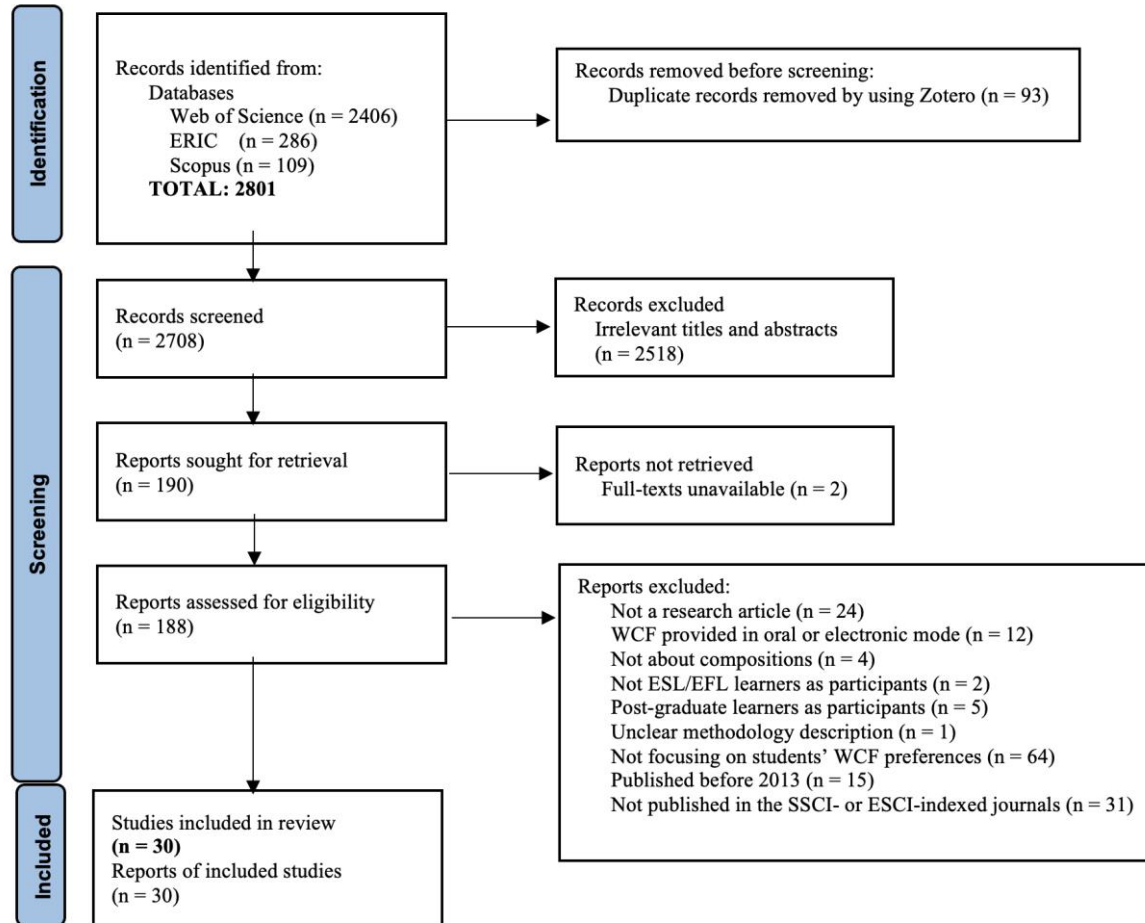 Identification
Records identified from:
Databases
Web of Science (n = 2406)
ERIC (n = 286)
Scopus (n = 109)
TOTAL: 2801
Records removed before screening:
Duplicate records removed by using Zotero (n = 93)
Screening
Records screened
(n = 2708)
Records excluded
Irrelevant titles and abstracts
(n = 2518)
Reports sought for retrieval
(n = 190)
Reports not retrieved
Full-texts unavailable (n = 2)
Reports assessed for eligibility
(n = 188)
Reports excluded:
Not a research article (n = 24)
WCF provided in oral or electronic mode (n = 12)
Not about compositions (n = 4)
Not ESL/EFL learners as participants (n = 2)
Post-graduate learners as participants (n = 5)
Unclear methodology description (n = 1)
Not focusing on students’ WCF preferences (n = 64)
Published before 2013 (n = 15)
Not published in the SSCI- or ESCI-indexed journals (n = 31)
Included
Studies included in review
(n = 30)
Reports of included studies
(n = 30)